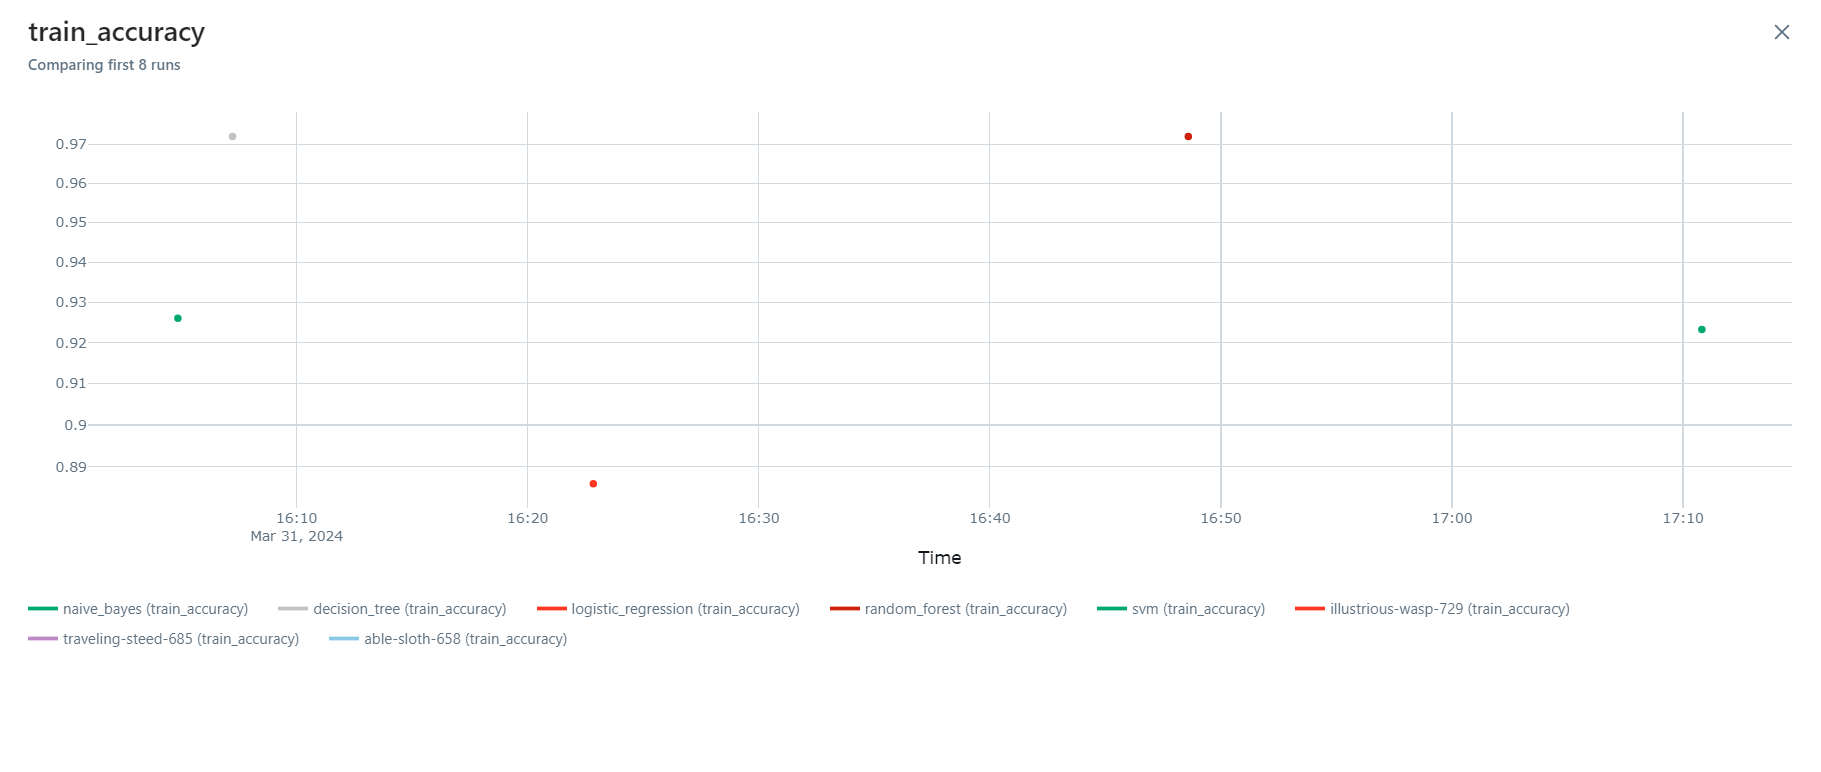 train_accuracy
Comparing first 8 runs
0.97
0.96
0.95
0.94
0.93
0.92
0.91
0.9
0.89
16:10 16:20 16:30 16:40 16:50 17:00 17:10
Mar 31, 2024
Time
naive_bayes (train_accuracy) decision_tree (train_accuracy) logistic_regression (train_accuracy) random_forest (train_accuracy) svm (train_accuracy) illustrious-wasp-729 (train_accuracy)
traveling-steed-685 (train_accuracy) able-sloth-658 (train_accuracy)